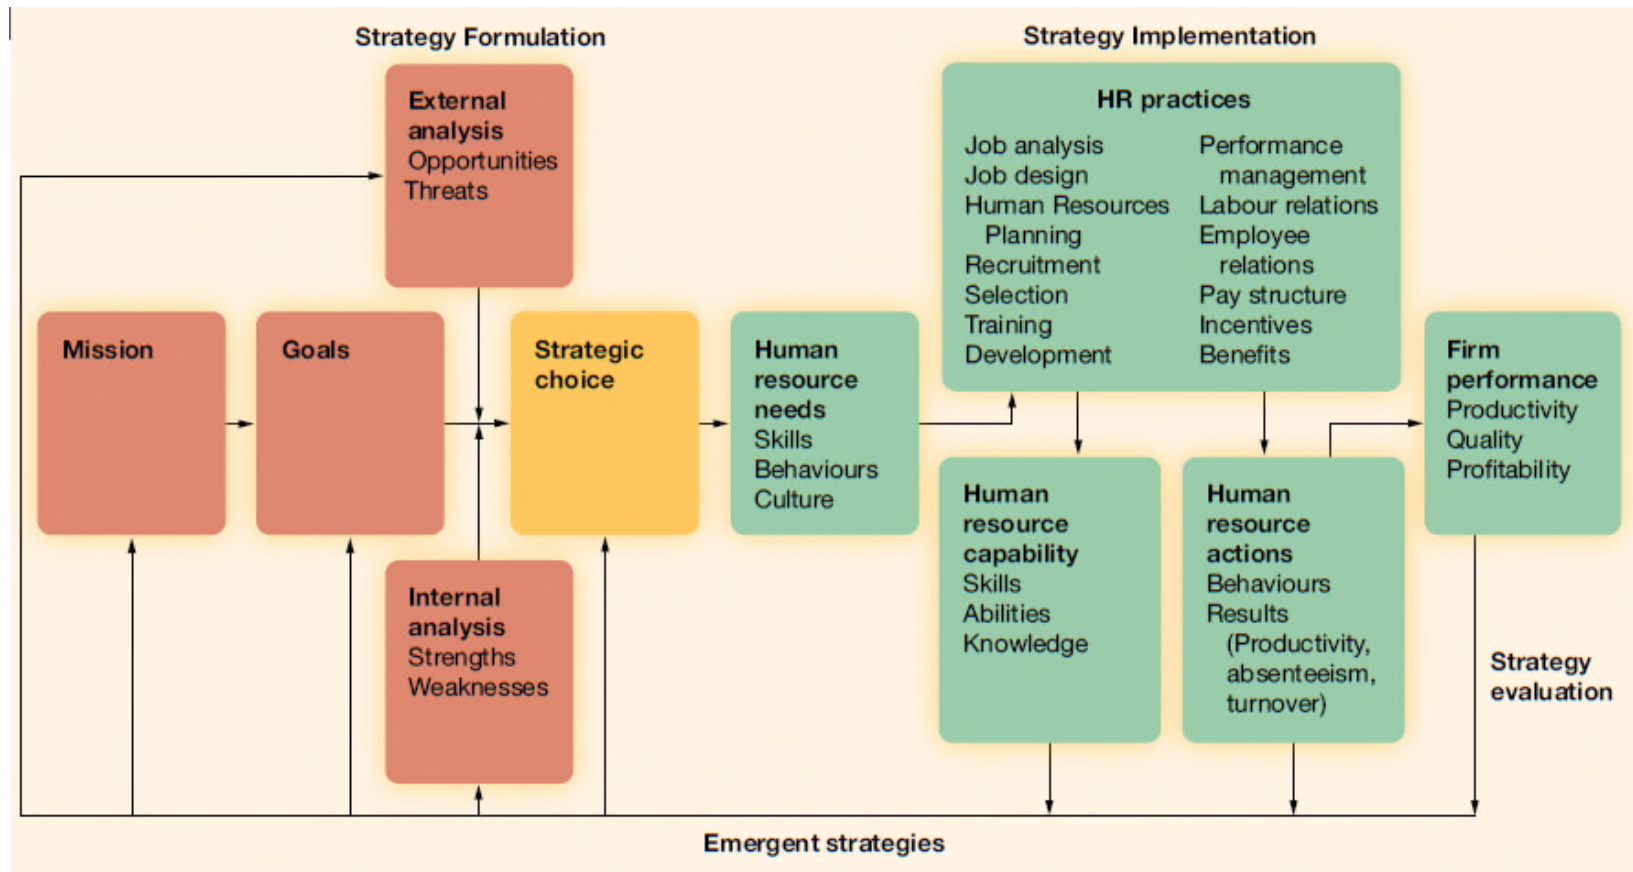 Strategy Formulation
Strategy Implementation
External
analysis
Opportunities
Threats
HR practices
Job analysis
Job design
Human Resources
Planning
Recruitment
Selection
Training
Development
Performance
management
Labour relations
Employee
relations
Pay structure
Incentives
Benefits
Mission
Goals
Strategic
choice
Human
resource
needs
Skills
Behaviours
Culture
Firm
performance
Productivity
Quality
Profitability
Internal
analysis
Strengths
Weaknesses
Human
resource
capability
Skills
Abilities
Knowledge
Human
resource
actions
Behaviours
Results
(Productivity,
absenteeism,
turnover)
Strategy
evaluation
Emergent strategies